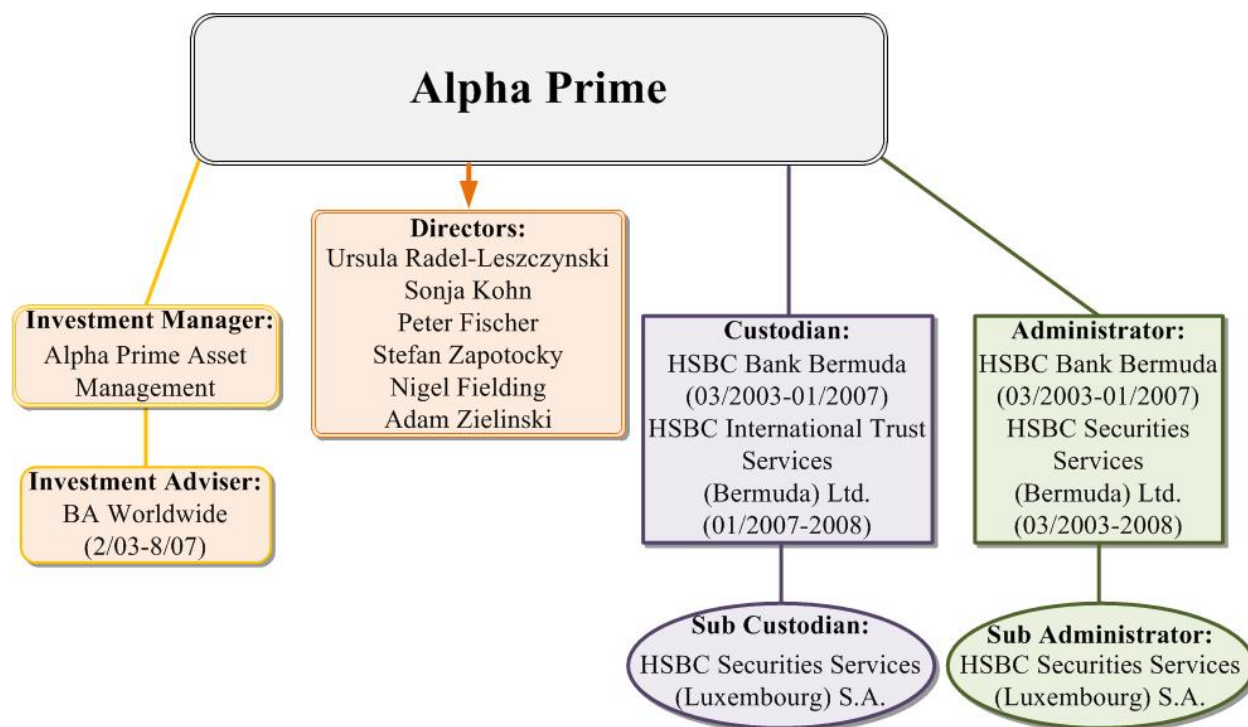 Alpha Prime
Directors:
Ursula Radel-Leszczynski
Sonja Kohn
Peter Fischer
Stefan Zapotocky
Nigel Fielding
Adam Zielinski
Investment Manager:
Alpha Prime Asset
Management
Investment Adviser:
BA Worldwide
(2/03-8/07)
Custodian:
HSBC Bank Bermuda
(03/2003-01/2007)
HSBC International Trust
Services
(Bermuda) Ltd.
(01/2007-2008)
Sub Custodian:
HSBC Securities Services
(Luxembourg) S.A.
Administrator:
HSBC Bank Bermuda
(03/2003-01/2007)
HSBC Securities
Services
(Bermuda) Ltd.
(03/2003-2008)
Sub Administrator:
HSBC Securities Services
(Luxembourg) S.A.